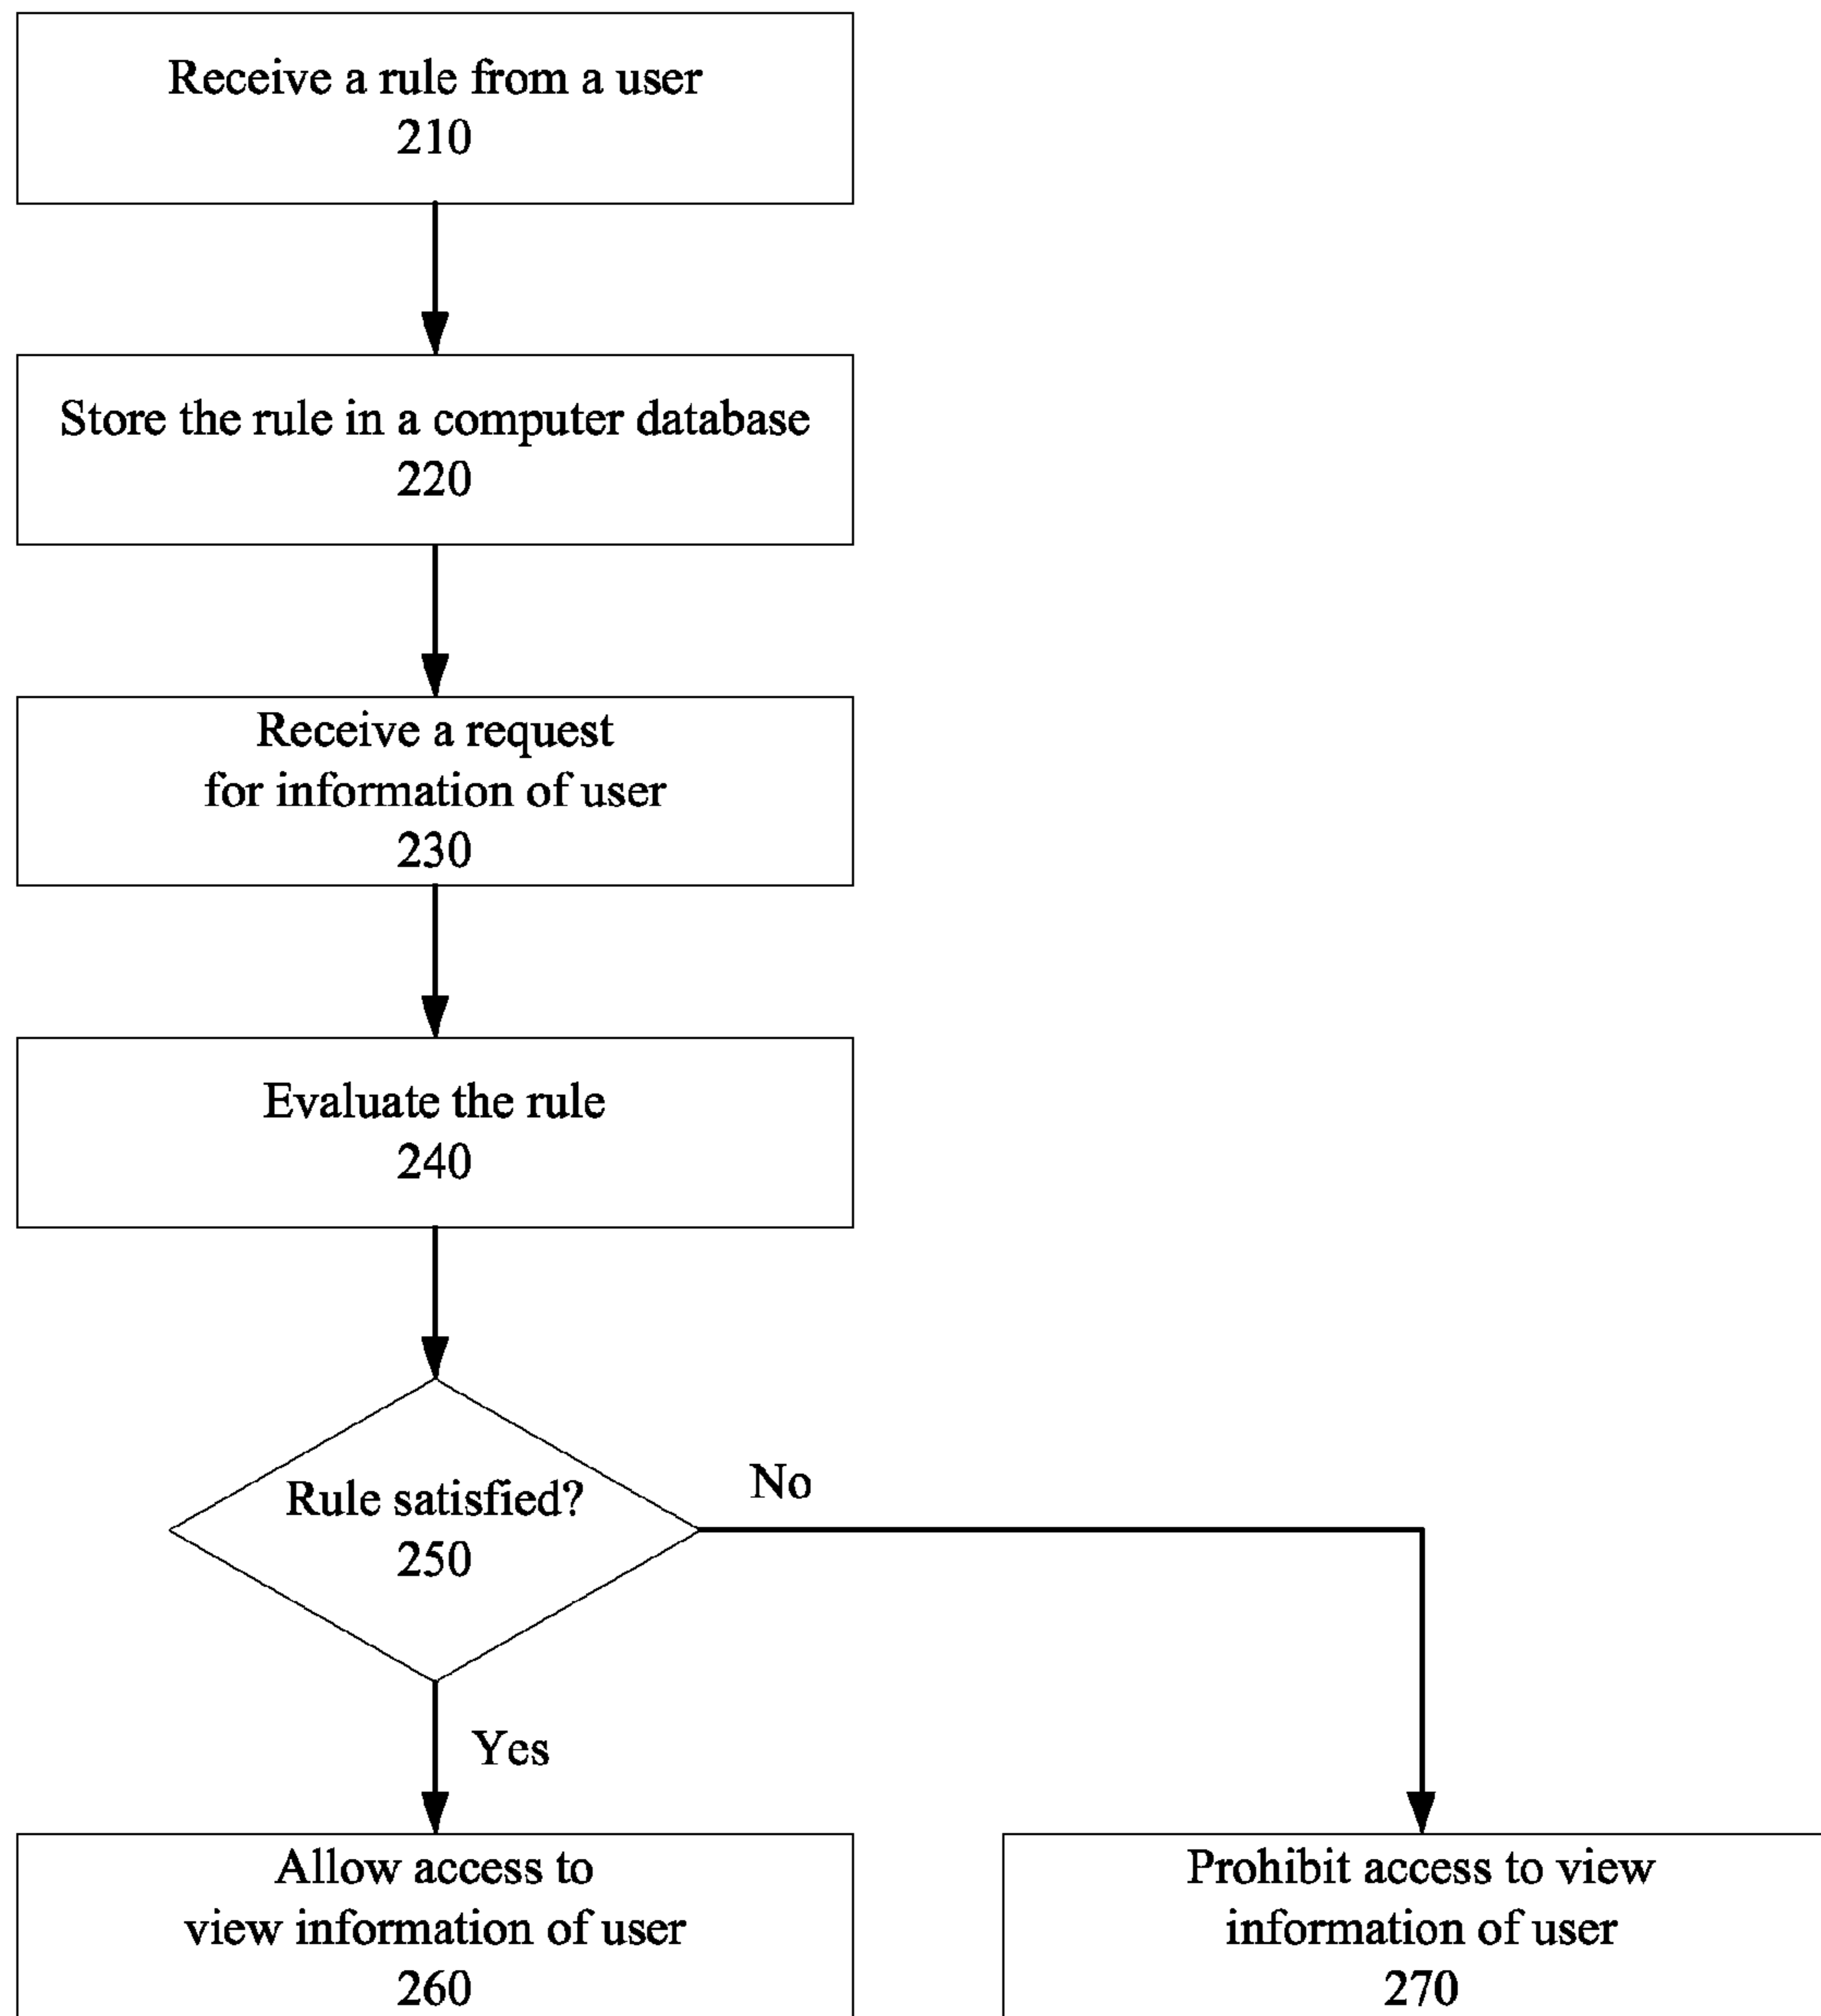 Receive a rule from a user
210
Store the rule in a computer database
220
Receive a request
for information of user
230
Evaluate the rule
240
Rule satisfied?
250
No
Yes
Allow access to
view information of user
260
Prohibit access to view
information of user
270